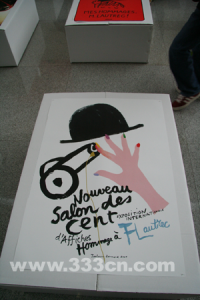 Nouveau
Salon des
Cent
EXPOSITION INTERNATIONALE
d'Affiches
Hommage à
Lautrec
www.333cn.com